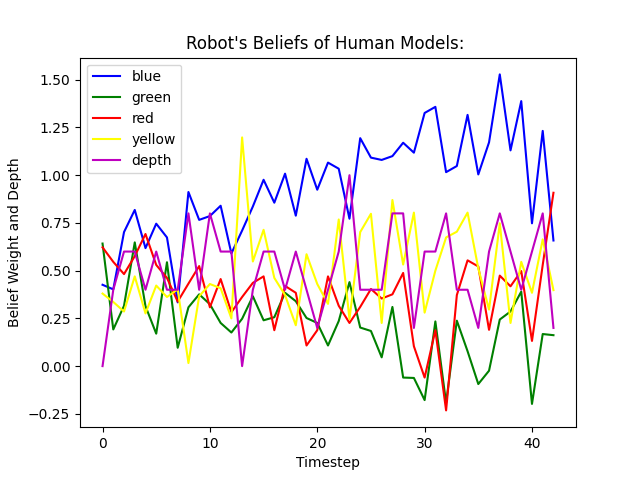 Robot's Beliefs of Human Models:
blue
green
red
yellow
depth
1.50
1.25
1.00
0.75
0.50
0.25
0.00
−0.25
Belief Weight and Depth
0 10 20 30 40
Timestep